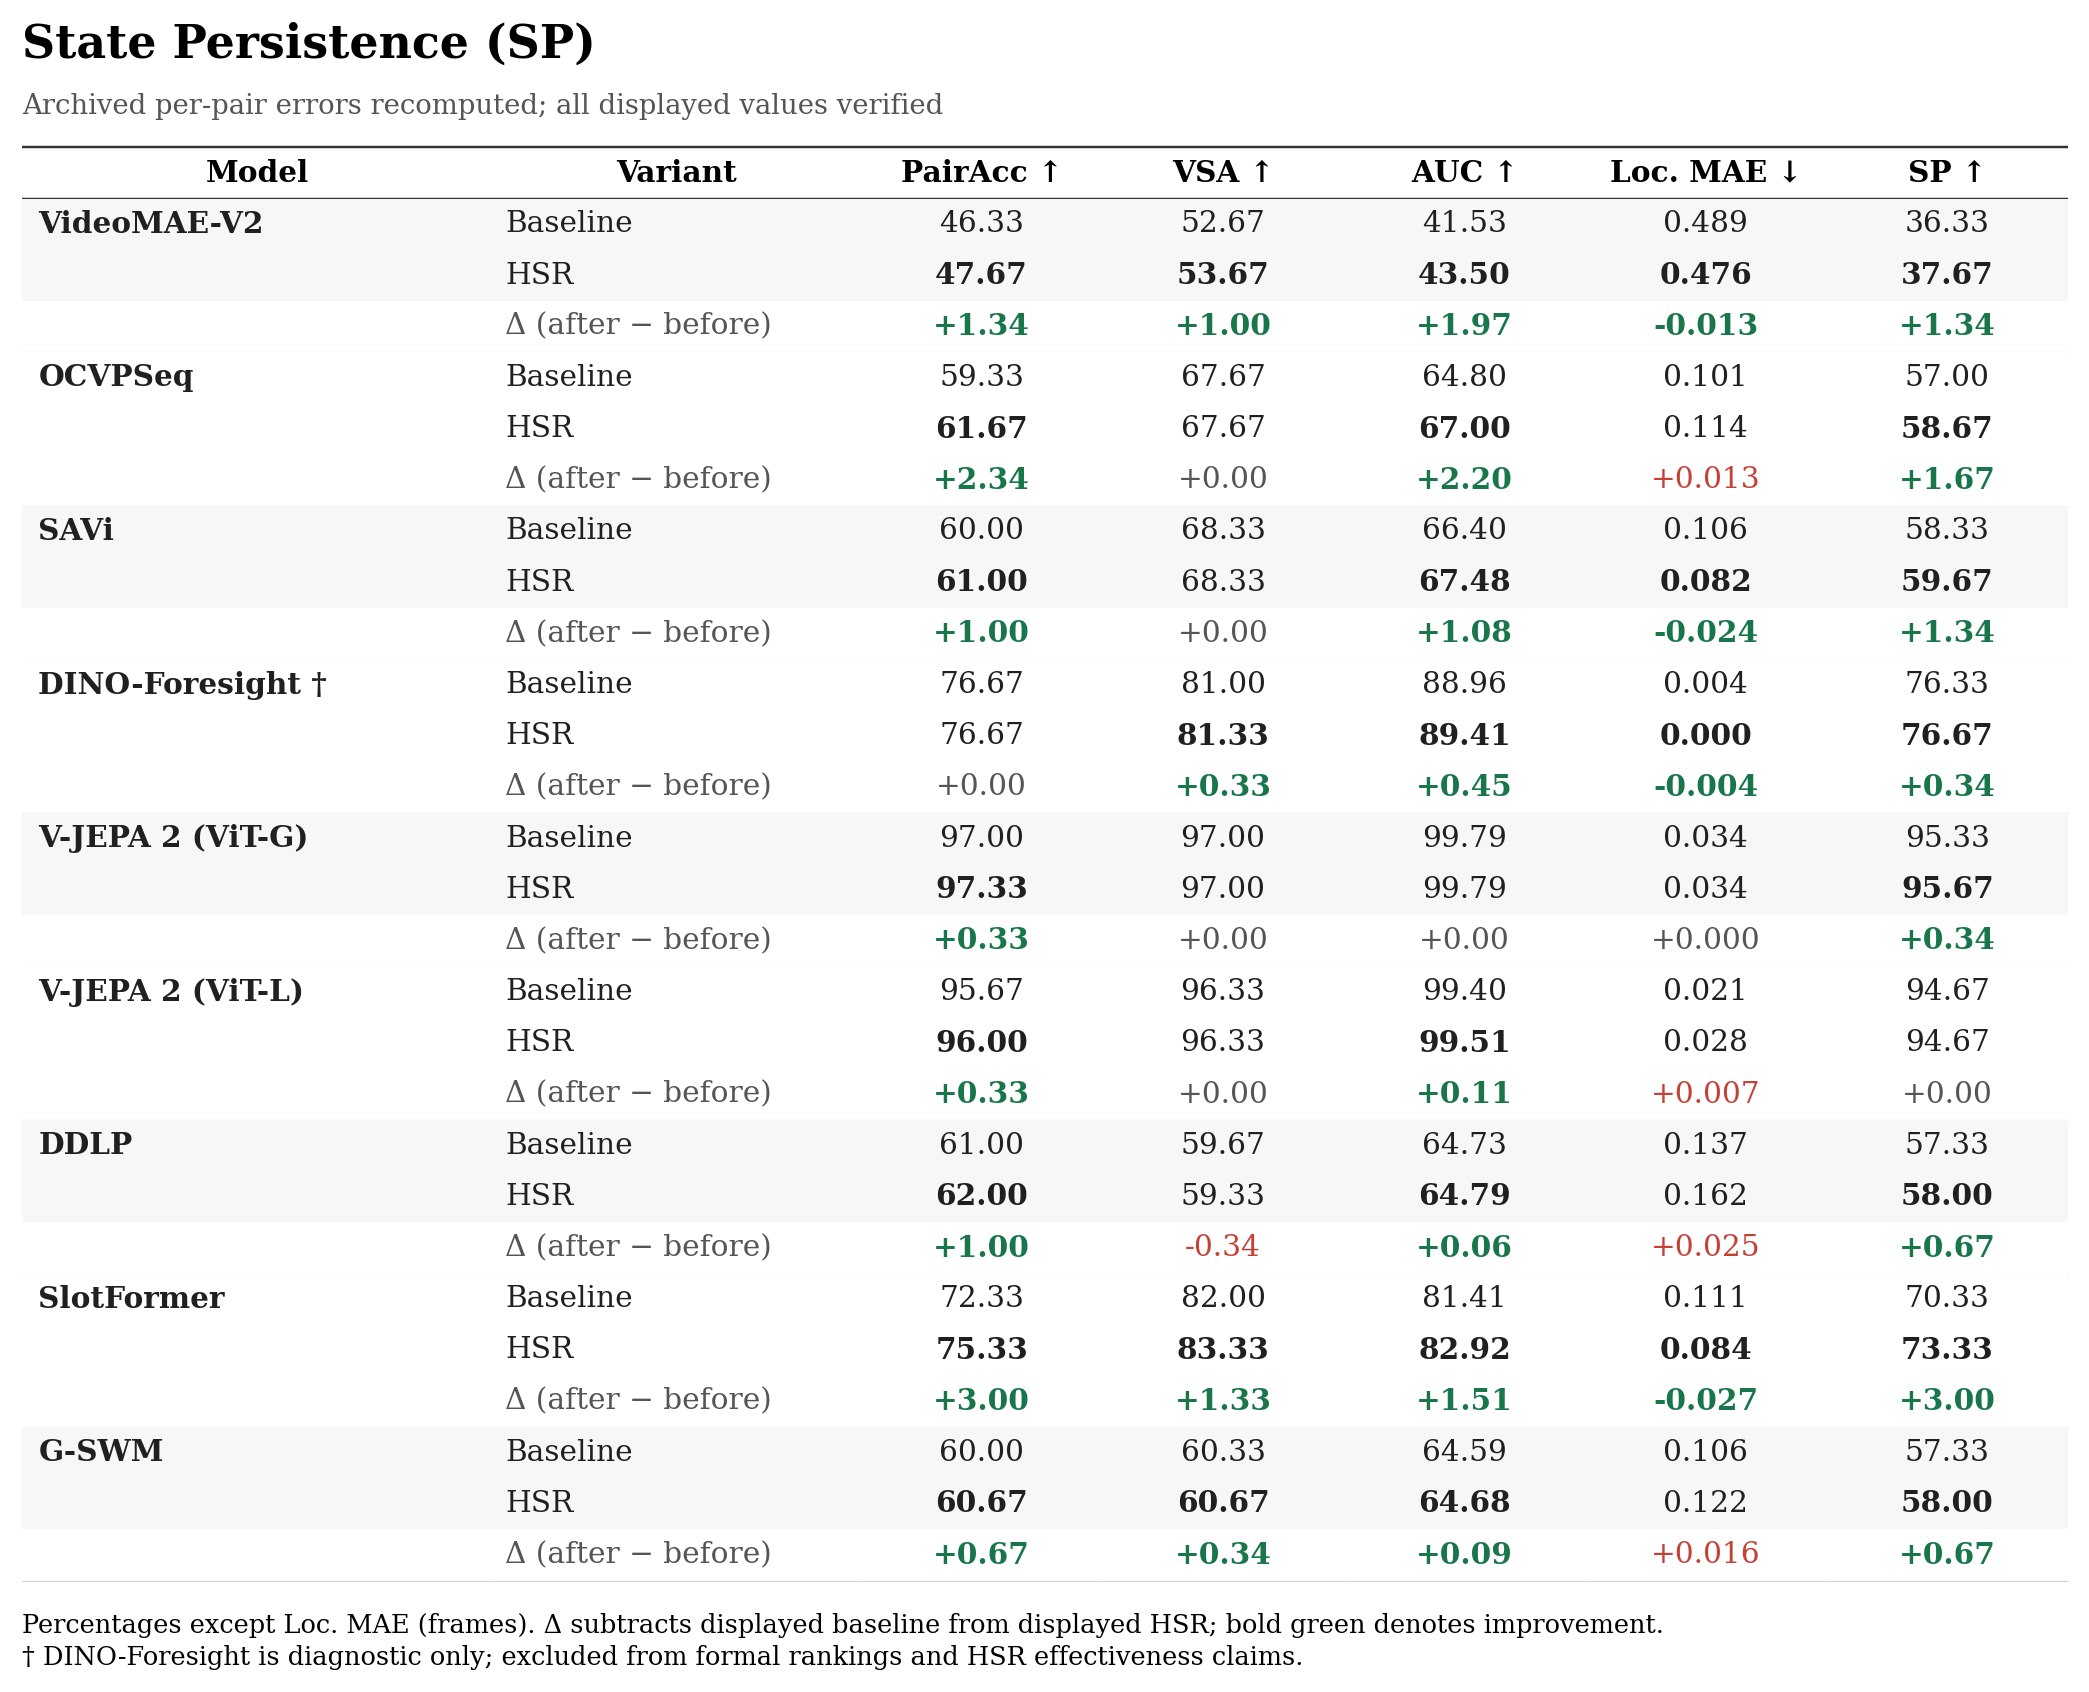 State Persistence (SP)
Archived per-pair errors recomputed; all displayed values verified
Model Variant PairAcc ↑ VSA ↑ AUC ↑ Loc. MAE ↓ SP ↑
VideoMAE-V2 Baseline 46.33 52.67 41.53 0.489 36.33
HSR 47.67 53.67 43.50 0.476 37.67
Δ (after − before) +1.34 +1.00 +1.97 -0.013 +1.34
OCVPSeq Baseline 59.33 67.67 64.80 0.101 57.00
HSR 61.67 67.67 67.00 0.114 58.67
Δ (after − before) +2.34 +0.00 +2.20 +0.013 +1.67
SAVi Baseline 60.00 68.33 66.40 0.106 58.33
HSR 61.00 68.33 67.48 0.082 59.67
Δ (after − before) +1.00 +0.00 +1.08 -0.024 +1.34
DINO-Foresight † Baseline 76.67 81.00 88.96 0.004 76.33
HSR 76.67 81.33 89.41 0.000 76.67
Δ (after − before) +0.00 +0.33 +0.45 -0.004 +0.34
V-JEPA 2 (ViT-G) Baseline 97.00 97.00 99.79 0.034 95.33
HSR 97.33 97.00 99.79 0.034 95.67
Δ (after − before) +0.33 +0.00 +0.00 +0.000 +0.34
V-JEPA 2 (ViT-L) Baseline 95.67 96.33 99.40 0.021 94.67
HSR 96.00 96.33 99.51 0.028 94.67
Δ (after − before) +0.33 +0.00 +0.11 +0.007 +0.00
DDLP Baseline 61.00 59.67 64.73 0.137 57.33
HSR 62.00 59.33 64.79 0.162 58.00
Δ (after − before) +1.00 -0.34 +0.06 +0.025 +0.67
SlotFormer Baseline 72.33 82.00 81.41 0.111 70.33
HSR 75.33 83.33 82.92 0.084 73.33
Δ (after − before) +3.00 +1.33 +1.51 -0.027 +3.00
G-SWM Baseline 60.00 60.33 64.59 0.106 57.33
HSR 60.67 60.67 64.68 0.122 58.00
Δ (after − before) +0.67 +0.34 +0.09 +0.016 +0.67
Percentages except Loc. MAE (frames). Δ subtracts displayed baseline from displayed HSR; bold green denotes improvement.
† DINO-Foresight is diagnostic only; excluded from formal rankings and HSR effectiveness claims.